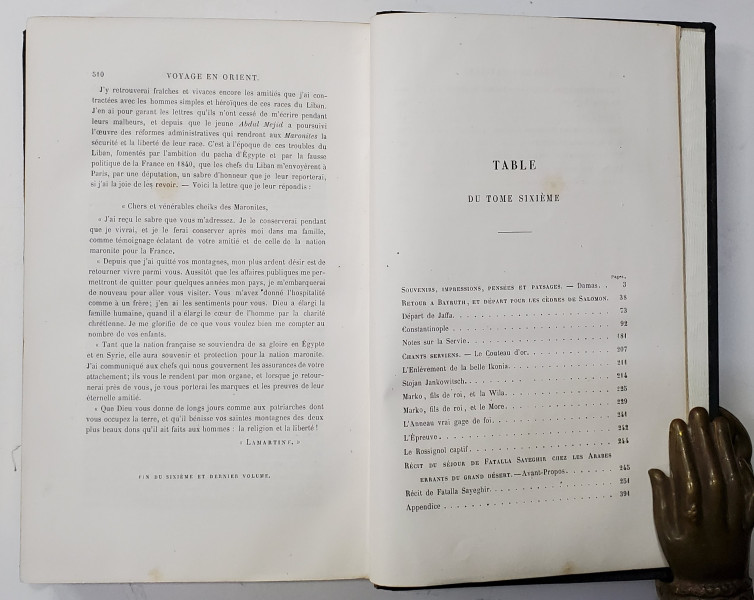 510 VOYAGE EN ORIENT.
J'y retrouverai fraîches et vivaces encore les amitiés que j'ai con-
tractées avec les hommes simples et héroïques de ces races du Liban.
J'en ai pour garant les lettres qu'ils n'ont cessé de m'écrire pendant
leurs malheurs, et depuis que le jeune Abdul Mejid a poursuivi
l'œuvre des réformes administratives qui rendront aux Maronites la
sécurité et la liberté de leur race. C'est à l'époque de ces troubles du
Liban, fomentés par l'ambition du pacha d'Égypte et par la fausse
politique de la France en 1840, que les chefs du Liban m'envoyèrent à
Paris, par une députation, un sabre d'honneur que je leur reporterai,
si j'ai la joie de les revoir. — Voici la lettre que je leur répondis :
« Chers et vénérables cheiks des Maronites,
« J'ai reçu le sabre que vous m'adressez. Je le conserverai pendant
que je vivrai, et je le ferai conserver après moi dans ma famille,
comme témoignage éclatant de votre amitié et de celle de la nation
maronite pour la France.
« Depuis que j'ai quitté vos montagnes, mon plus ardent désir est de
retourner vivre parmi vous. Aussitôt que les affaires publiques me per-
mettront de quitter pour quelques années mon pays, je m'embarquerai
de nouveau pour aller vous visiter. Vous m'avez donné l'hospitalité
comme à un frère; j'en ai les sentiments pour vous. Dieu a élargi la
famille humaine, quand il a élargi le cœur de l'homme par la charité
chrétienne. Je me glorifie de ce que vous voulez bien me compter au
nombre de vos enfants.
« Tant que la nation française se souviendra de sa gloire en Égypte
et en Syrie, elle aura souvenir et protection pour la nation maronite.
J'ai communiqué aux chefs qui nous gouvernent les assurances de votre
attachement; ils vous le rendent par mon organe, et lorsque je retour-
nerai près de vous, je vous porterai les marques et les preuves de leur
éternelle amitié.
« Que Dieu vous donne de longs jours comme aux patriarches dont
vous occupez la terre, et qu'il bénisse vos saintes montagnes des deux
plus beaux dons qu'il ait faits aux hommes : la religion et la liberté !
« LAMARTINE. »
FIN DU SIXIÈME ET DERNIER VOLUME.
TABLE
DU TOME SIXIÈME
Pages.
SOUVENIRS, IMPRESSIONS, PENSÉES ET PAYSAGES. — Damas. . 3
RETOUR A BAYRUTH, ET DÉPART POUR LES CÈDRES DE SALOMON. 38
Départ de Jaffa. 73
Constantinople 92
Notes sur la Servie. 181
CHANTS SERVIENS. — Le Couteau d'or. 207
L'Enlèvement de la belle Ikonia. 211
Stojan Jankowitsch. 214
Marko, fils de roi, et la Wila. 225
Marko, fils de roi, et le More. 229
L'Anneau vrai gage de foi. 241
L'Épreuve. 242
Le Rossignol captif. 244
RÉCIT DE SÉJOUR DE FATALLA SAYEGHIR CHEZ LES ARABES
ERRANTS DU GRAND DÉSERT. — Avant-Propos. 245
Récit de Fatalla Sayeghir. 251
Appendice 391